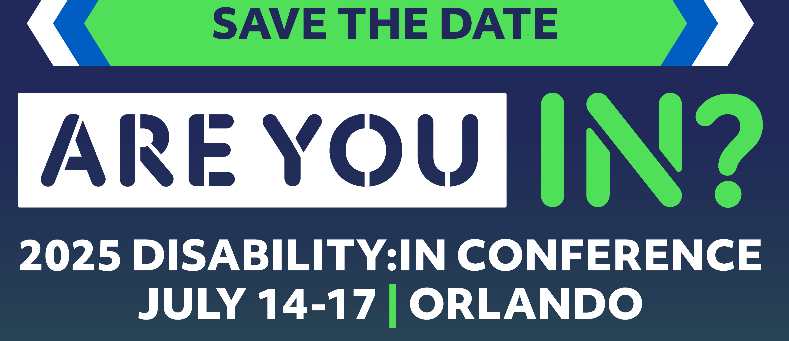 SAVE THE DATE
ARE YOU IN?
2025 DISABILITY:IN CONFERENCE
JULY 14-17 | ORLANDO